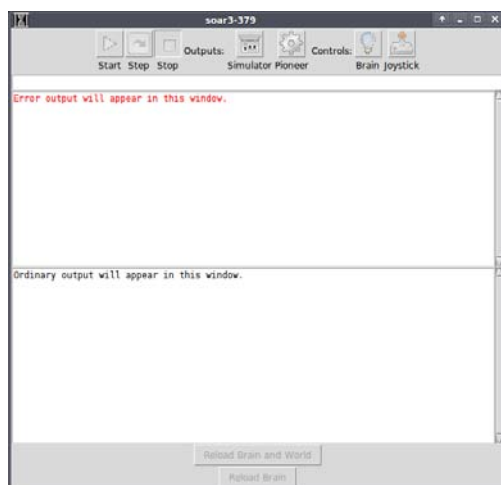 soar3-379
Outputs: Controls:
Start Step Stop Simulator Pioneer Brain Joystick
Error output will appear in this window.
Ordinary output will appear in this window.
Reload Brain and World
Reload Brain